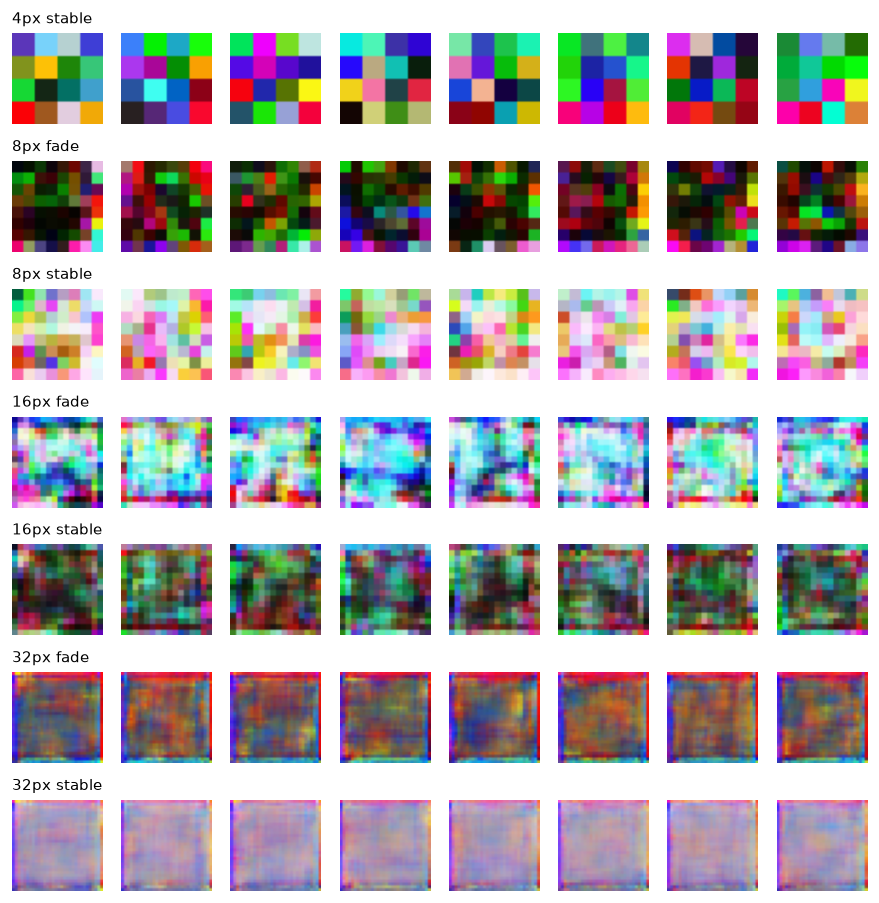 4px stable
8px fade
8px stable
16px fade
16px stable
32px fade
32px stable